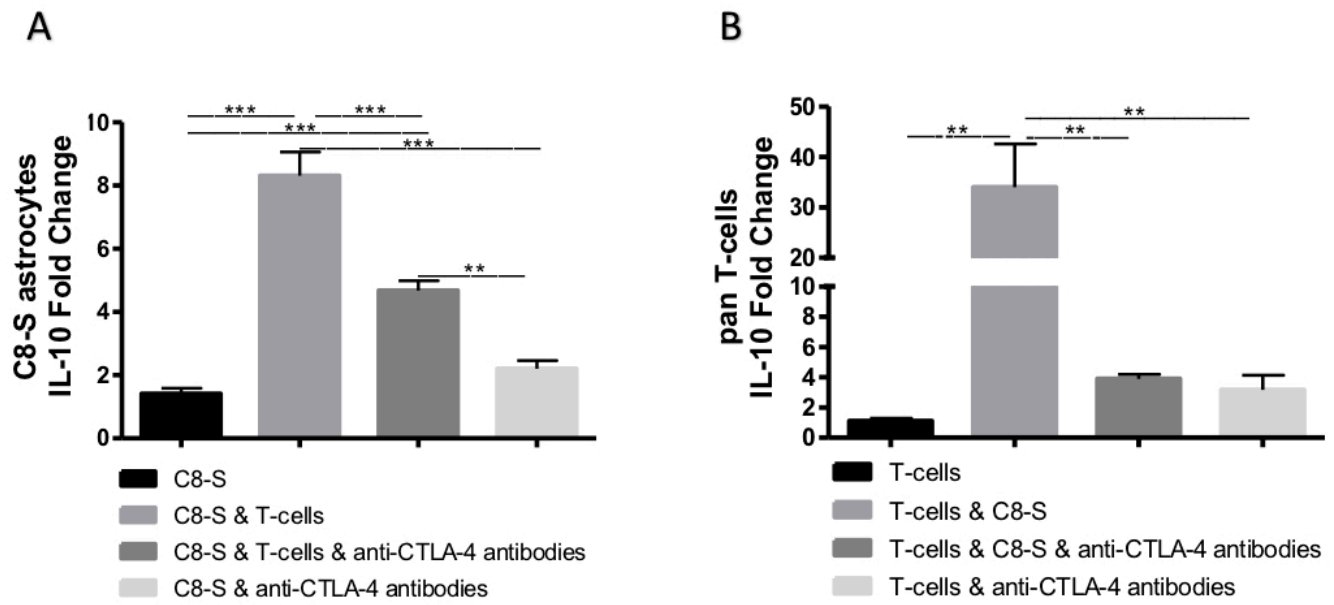 A
C8-S astrocytes
IL-10 Fold Change
10
8
6
4
2
0
***
***
***
***
**
C8-S
C8-S & T-cells
C8-S & T-cells & anti-CTLA-4 antibodies
C8-S & anti-CTLA-4 antibodies
B
pan T-cells
IL-10 Fold Change
50
40
30
20
10
8
6
4
2
0
**
**
**
T-cells
T-cells & C8-S
T-cells & C8-S & anti-CTLA-4 antibodies
T-cells & anti-CTLA-4 antibodies